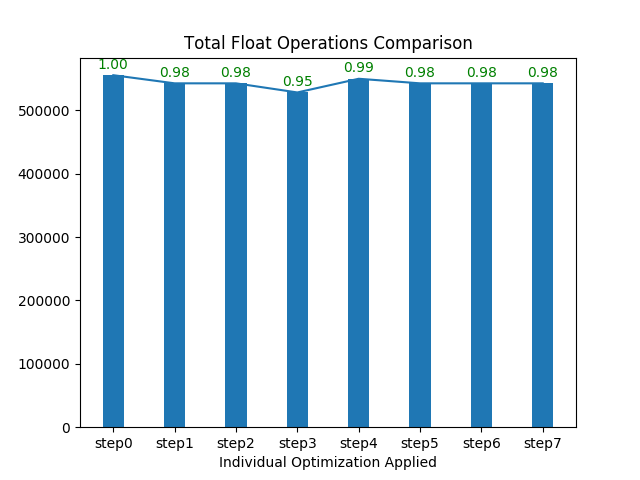 Total Float Operations Comparison
1.00 0.98 0.98 0.95 0.99 0.98 0.98 0.98
500000
400000
300000
200000
100000
0
step0 step1 step2 step3 step4 step5 step6 step7
Individual Optimization Applied